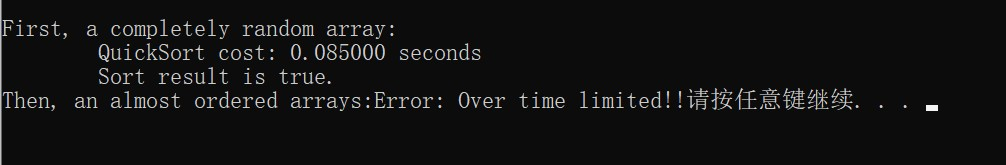 First, a completely random array:
QuickSort cost: 0.085000 seconds
Sort result is true.
Then, an almost ordered arrays:Error: Over time limited!!请按任意键继续. . .